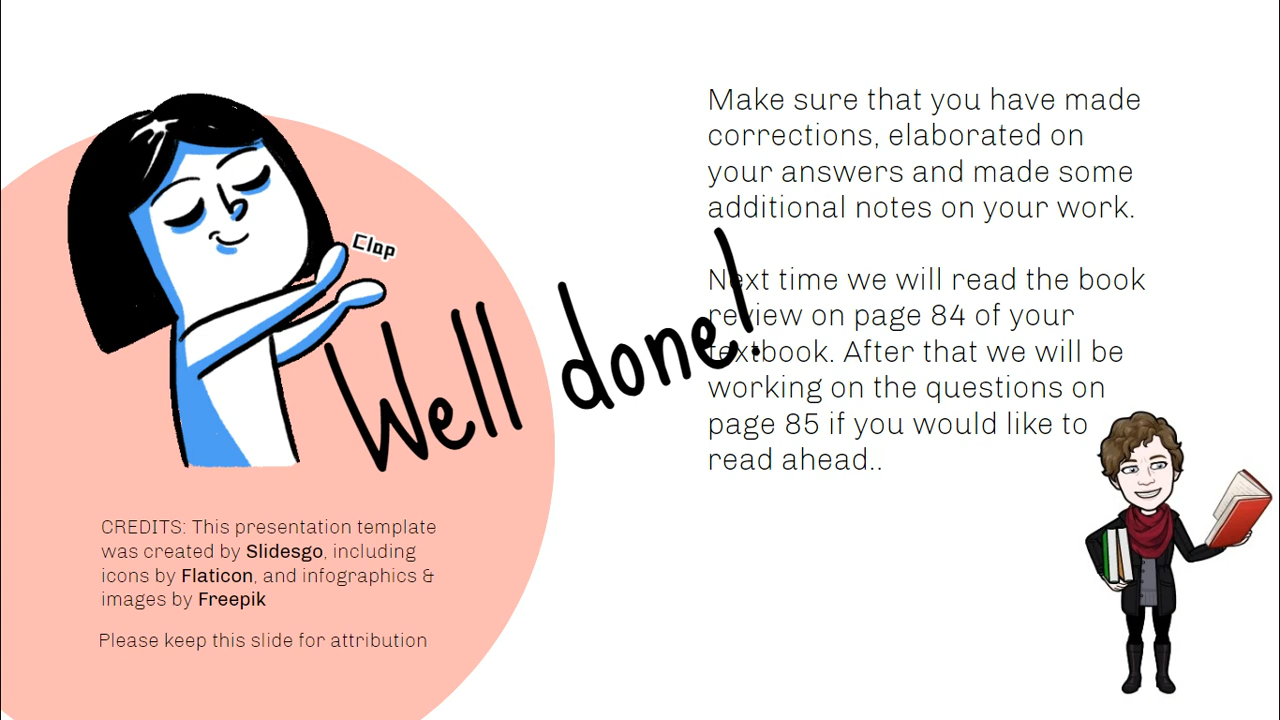 Clap
Well done!
Make sure that you have made
corrections, elaborated on
your answers and made some
additional notes on your work.
Next time we will read the book
review on page 84 of your
textbook. After that we will be
working on the questions on
page 85 if you would like to
read ahead..
CREDITS: This presentation template
was created by Slidesgo, including
icons by Flaticon, and infographics &
images by Freepik
Please keep this slide for attribution